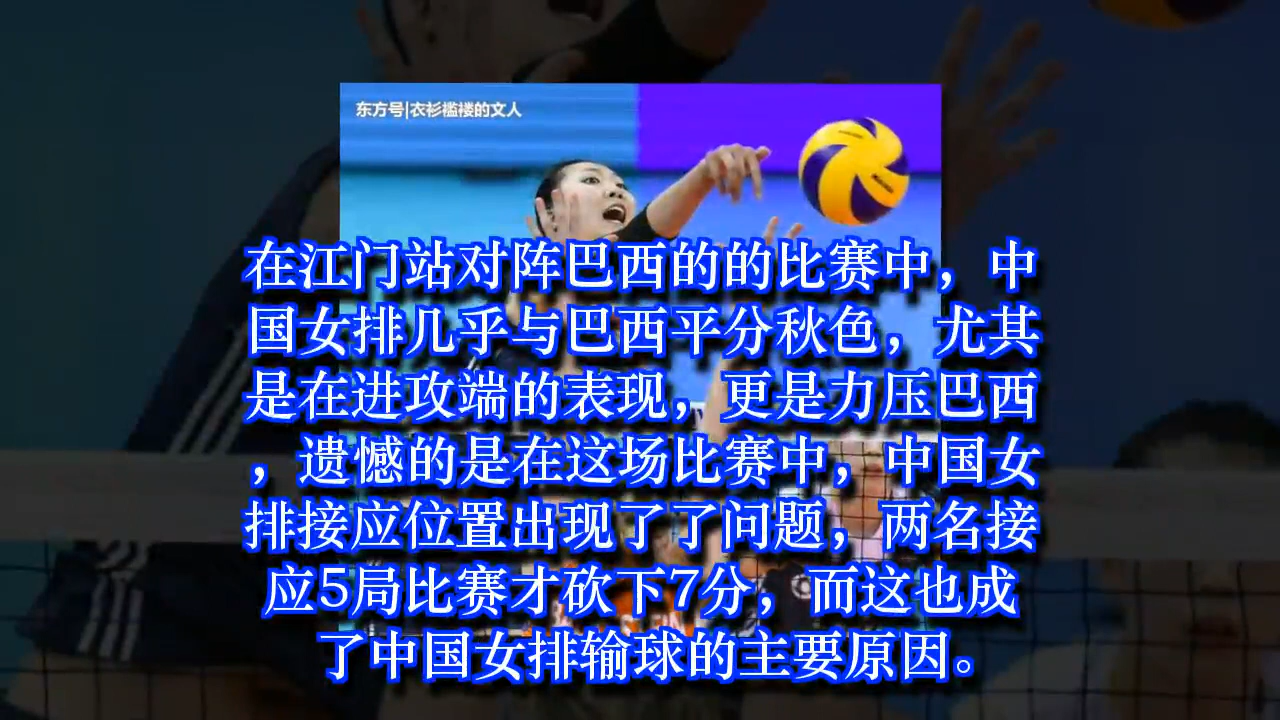 东方号|衣衫褴褛的文人
在江门站对阵巴西的的比赛中，中
国女排几乎与巴西平分秋色，尤其
是在进攻端的表现，更是力压巴西
，遗憾的是在这场比赛中，中国女
排接应位置出现了了问题，两名接
应5局比赛才砍下7分，而这也成
了中国女排输球的主要原因。